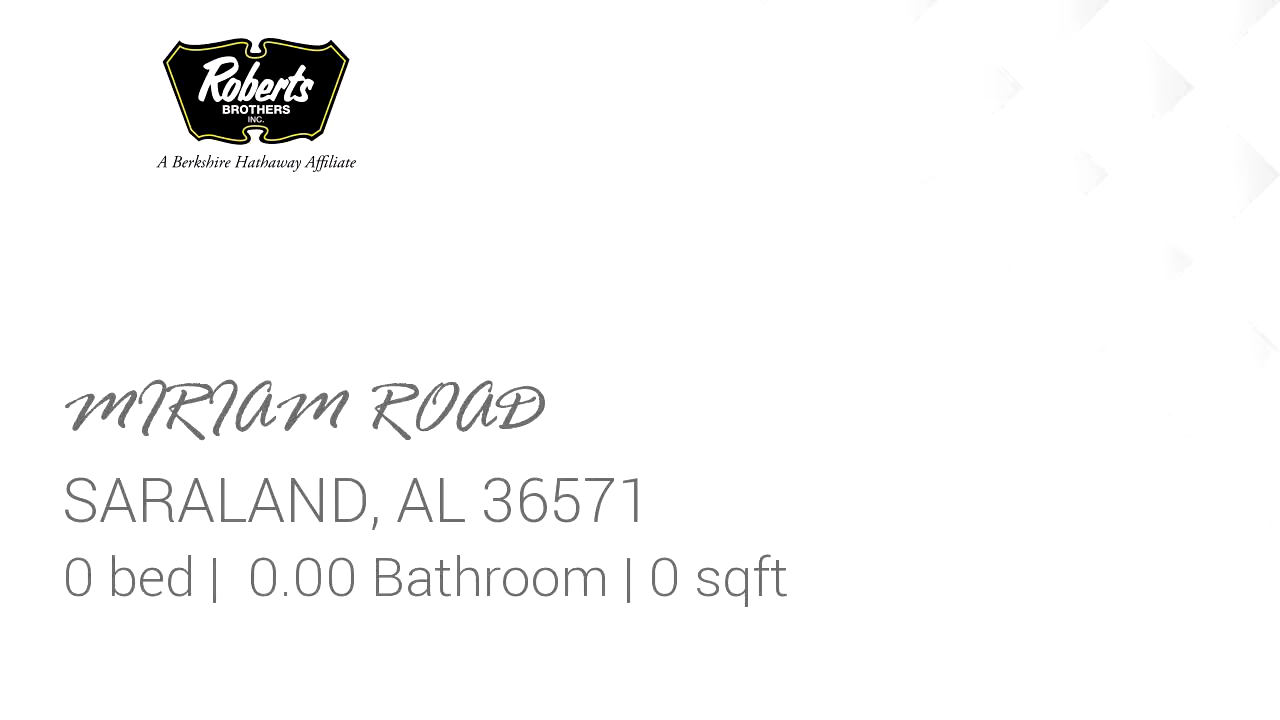 Roberts
BROTHERS
INC.
A Berkshire Hathaway Affiliate
MIRIAM ROAD
SARALAND, AL 36571
0 bed | 0.00 Bathroom | 0 sqft